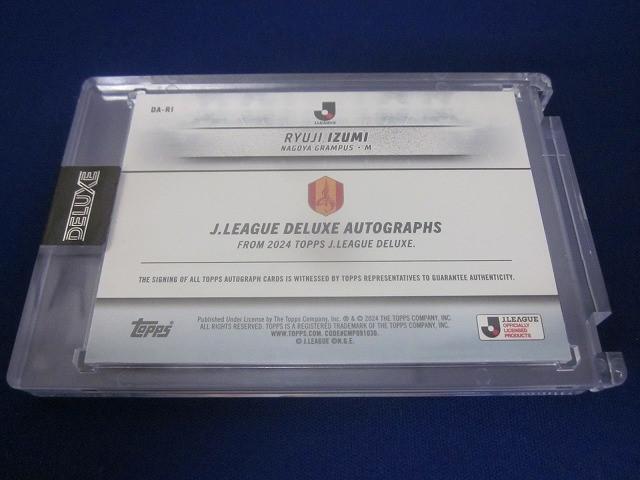 DA-RI
J.LEAGUE
RYUJI IZUMI
NAGOYA GRAMPUS • M
DELUXE
J.LEAGUE DELUXE AUTOGRAPHS
FROM 2024 TOPPS J.LEAGUE DELUXE.
THE SIGNING OF ALL TOPPS AUTOGRAPH CARDS IS WITNESSED BY TOPPS REPRESENTATIVES TO GUARANTEE AUTHENTICITY.
Topps
Published Under License by The Topps Company, Inc. ® & © 2024 THE TOPPS COMPANY, INC.
ALL RIGHTS RESERVED. TOPPS IS A REGISTERED TRADEMARK OF THE TOPPS COMPANY, INC.
WWW.TOPPS.COM. CODE#CMP091030.
© J.LEAGUE ©N.G.E.
J.LEAGUE
OFFICIALLY
LICENSED
PRODUCTS